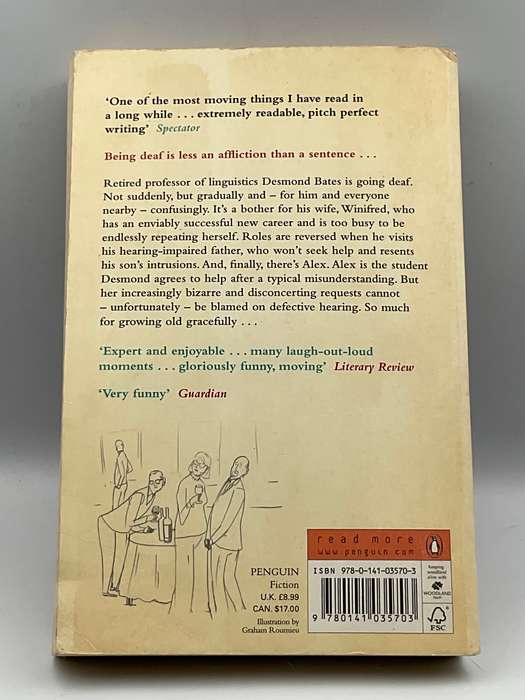 ‘One of the most moving things I have read in
a long while . . . extremely readable, pitch perfect
writing’ Spectator
Being deaf is less an affliction than a sentence . . .
Retired professor of linguistics Desmond Bates is going deaf.
Not suddenly, but gradually and – for him and everyone
nearby – confusingly. It’s a bother for his wife, Winifred, who
has an enviably successful new career and is too busy to be
endlessly repeating herself. Roles are reversed when he visits
his hearing-impaired father, who won’t seek help and resents
his son’s intrusions. And, finally, there’s Alex. Alex is the student
Desmond agrees to help after a typical misunderstanding. But
her increasingly bizarre and disconcerting requests cannot
– unfortunately – be blamed on defective hearing. So much
for growing old gracefully . . .
‘Expert and enjoyable . . . many laugh-out-loud
moments . . . gloriously funny, moving’ Literary Review
‘Very funny’ Guardian
read more
www.penguin.com
PENGUIN
Fiction
U.K. £8.99
CAN. $17.00
Illustration by
Graham Roumieu
ISBN 978-0-141-03570-3
9 780141 035703
keeping
woodland
alive with
WOODLAND
FSC